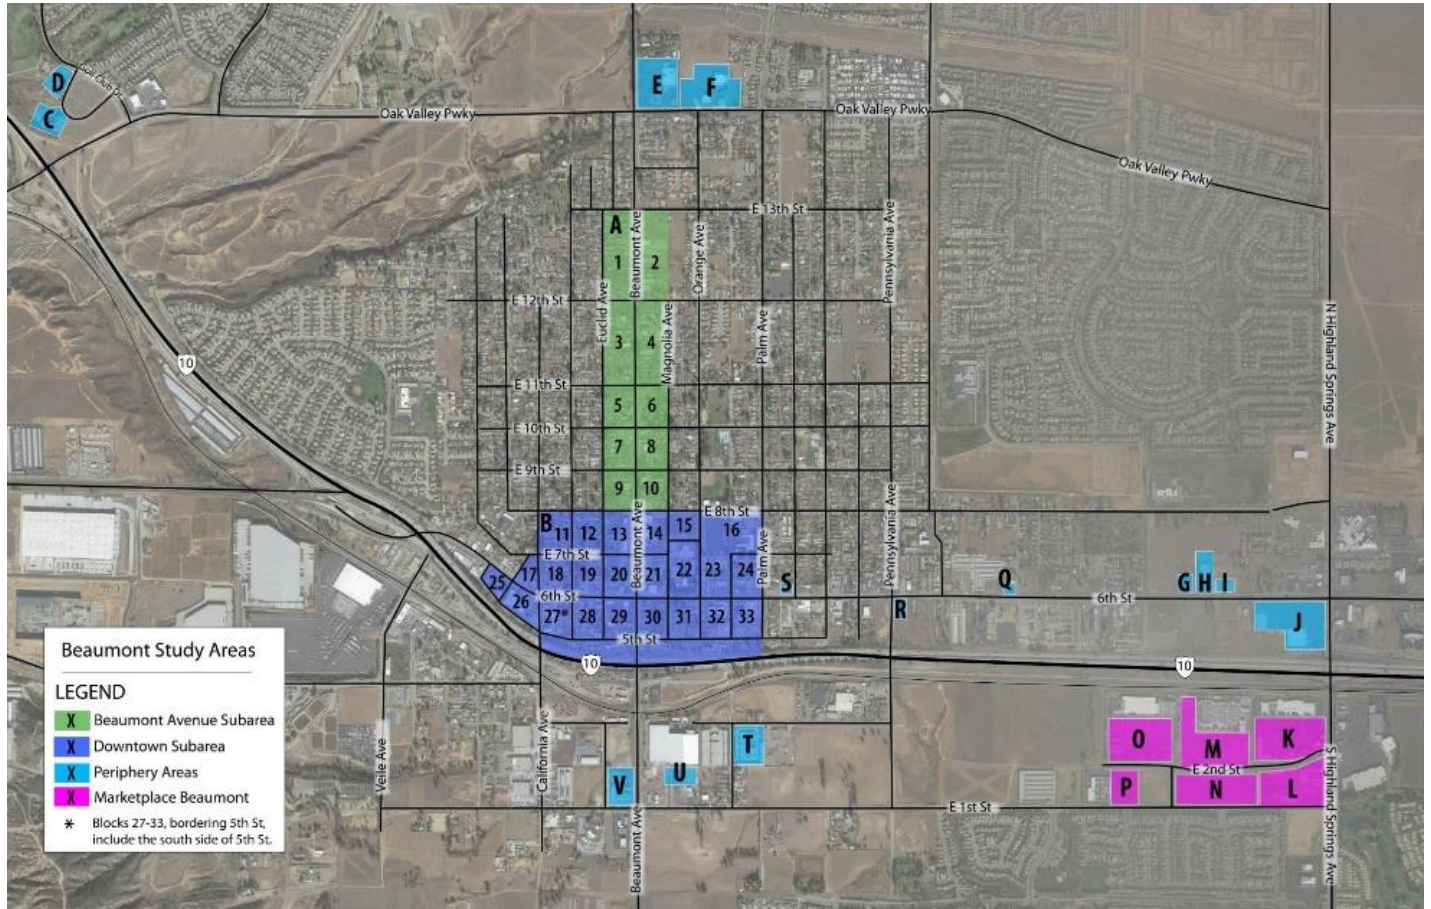 D
Golf Club Dr
C
E
F
Oak Valley Pwky
Oak Valley Pwky
Oak Valley Pwky
A
E 13th St
Beaumont Ave
Orange Ave
Pennsylvania Ave
1
2
Euclid Ave
E 12th St
Magnolia Ave
Palm Ave
N Highland Springs Ave
3
4
10
E 11th St
5
6
E 10th St
7
8
E 9th St
9
10
Beaumont Ave
Pennsylvania Ave
B
11
12
13
14
15
E 8th St
16
E 7th St
Palm Ave
17
18
19
20
21
22
23
24
25
26
6th St
S
R
Q
G
H
I
6th St
J
27*
28
29
30
31
32
33
5th St
10
10
Beaumont Study Areas
LEGEND
X Beaumont Avenue Subarea
X Downtown Subarea
X Periphery Areas
X Marketplace Beaumont
* Blocks 27-33, bordering 5th St,
include the south side of 5th St.
Veile Ave
California Ave
Beaumont Ave
V
U
T
O
M
K
E 2nd St
P
N
L
E 1st St
S Highland Springs Ave